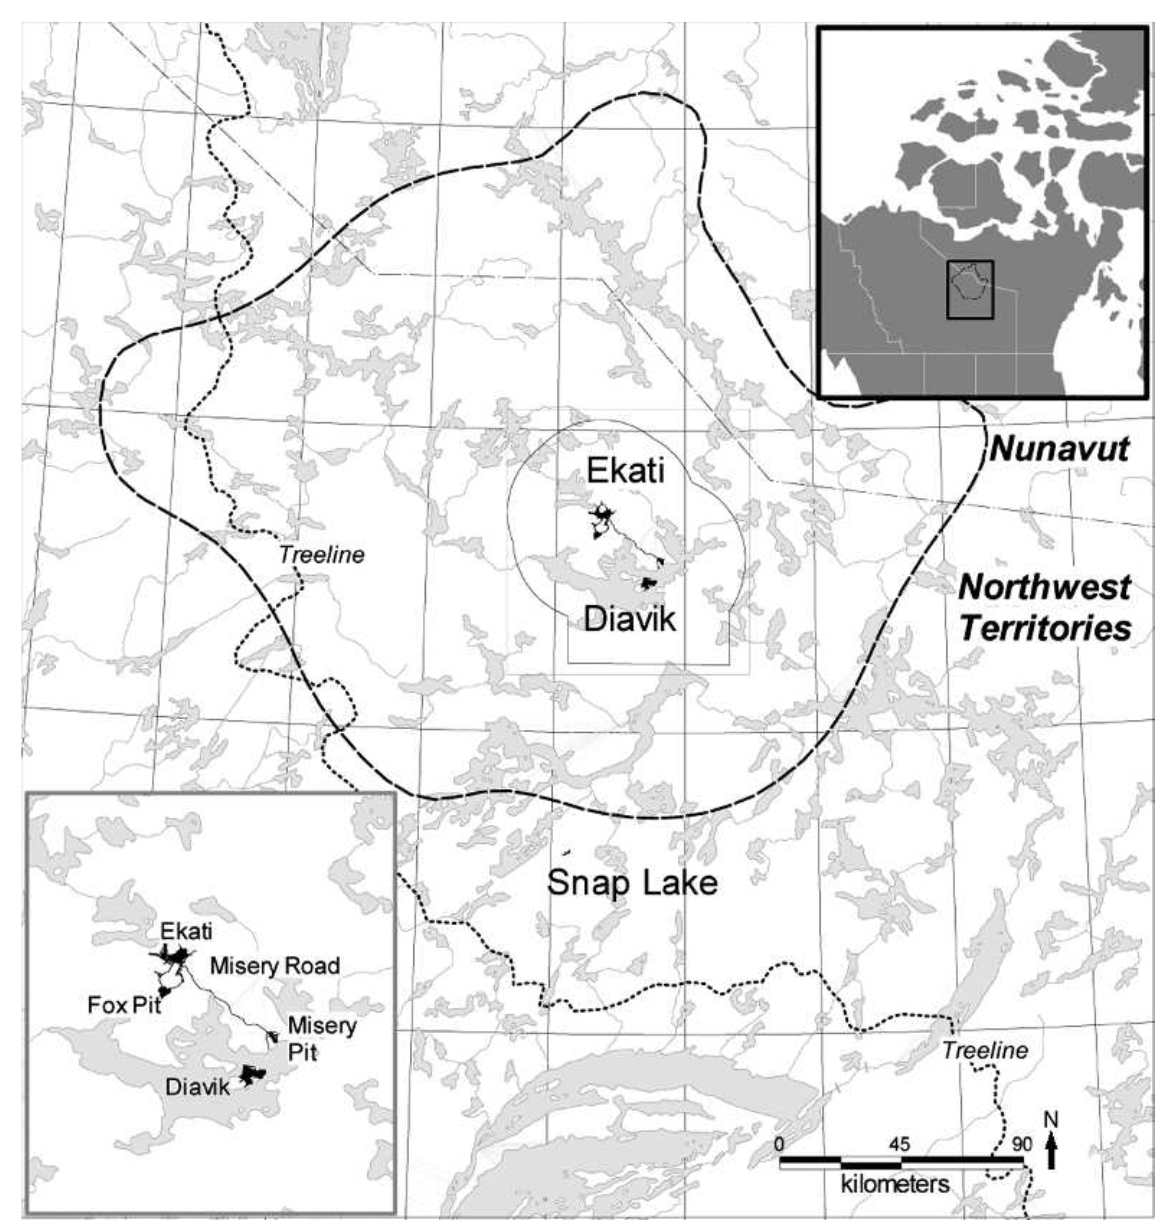 Nunavut
Ekati
Treeline
Diavik
Northwest
Territories
Snap Lake
Ekati
Misery Road
Fox Pit
Misery
Pit
Diavik
Treeline
N
0 45 90
kilometers